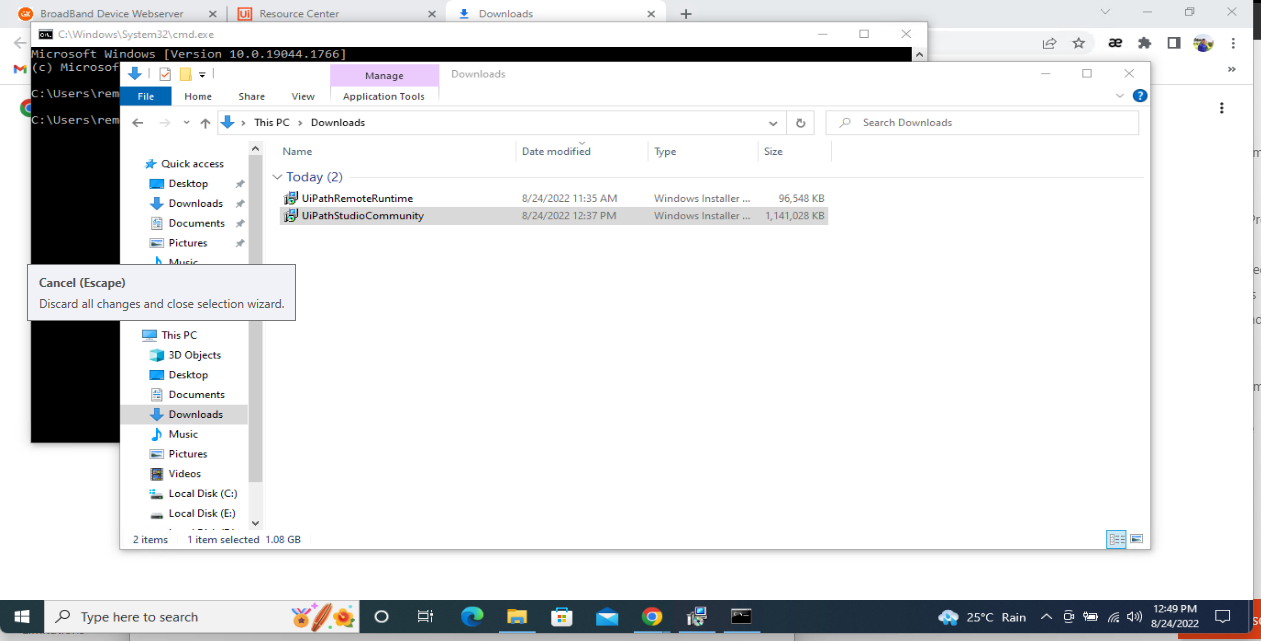 BroadBand Device Webserver
Resource Center
Downloads
C:\Windows\System32\cmd.exe
Microsoft Windows [Version 10.0.19044.1766]
(c) Microsof
C:\Users\rem
C:\Users\rem
Manage
Downloads
File
Home
Share
View
Application Tools
This PC > Downloads
Search Downloads
Name
Date modified
Type
Size
Quick access
Desktop
Downloads
Documents
Pictures
Music
Today (2)
UiPathRemoteRuntime 8/24/2022 11:35 AM Windows Installer ... 96,548 KB
UiPathStudioCommunity 8/24/2022 12:37 PM Windows Installer ... 1,141,028 KB
Cancel (Escape)
Discard all changes and close selection wizard.
This PC
3D Objects
Desktop
Documents
Downloads
Music
Pictures
Videos
Local Disk (C:)
Local Disk (E:)
2 items
1 item selected 1.08 GB
Type here to search
25°C Rain
12:49 PM
8/24/2022